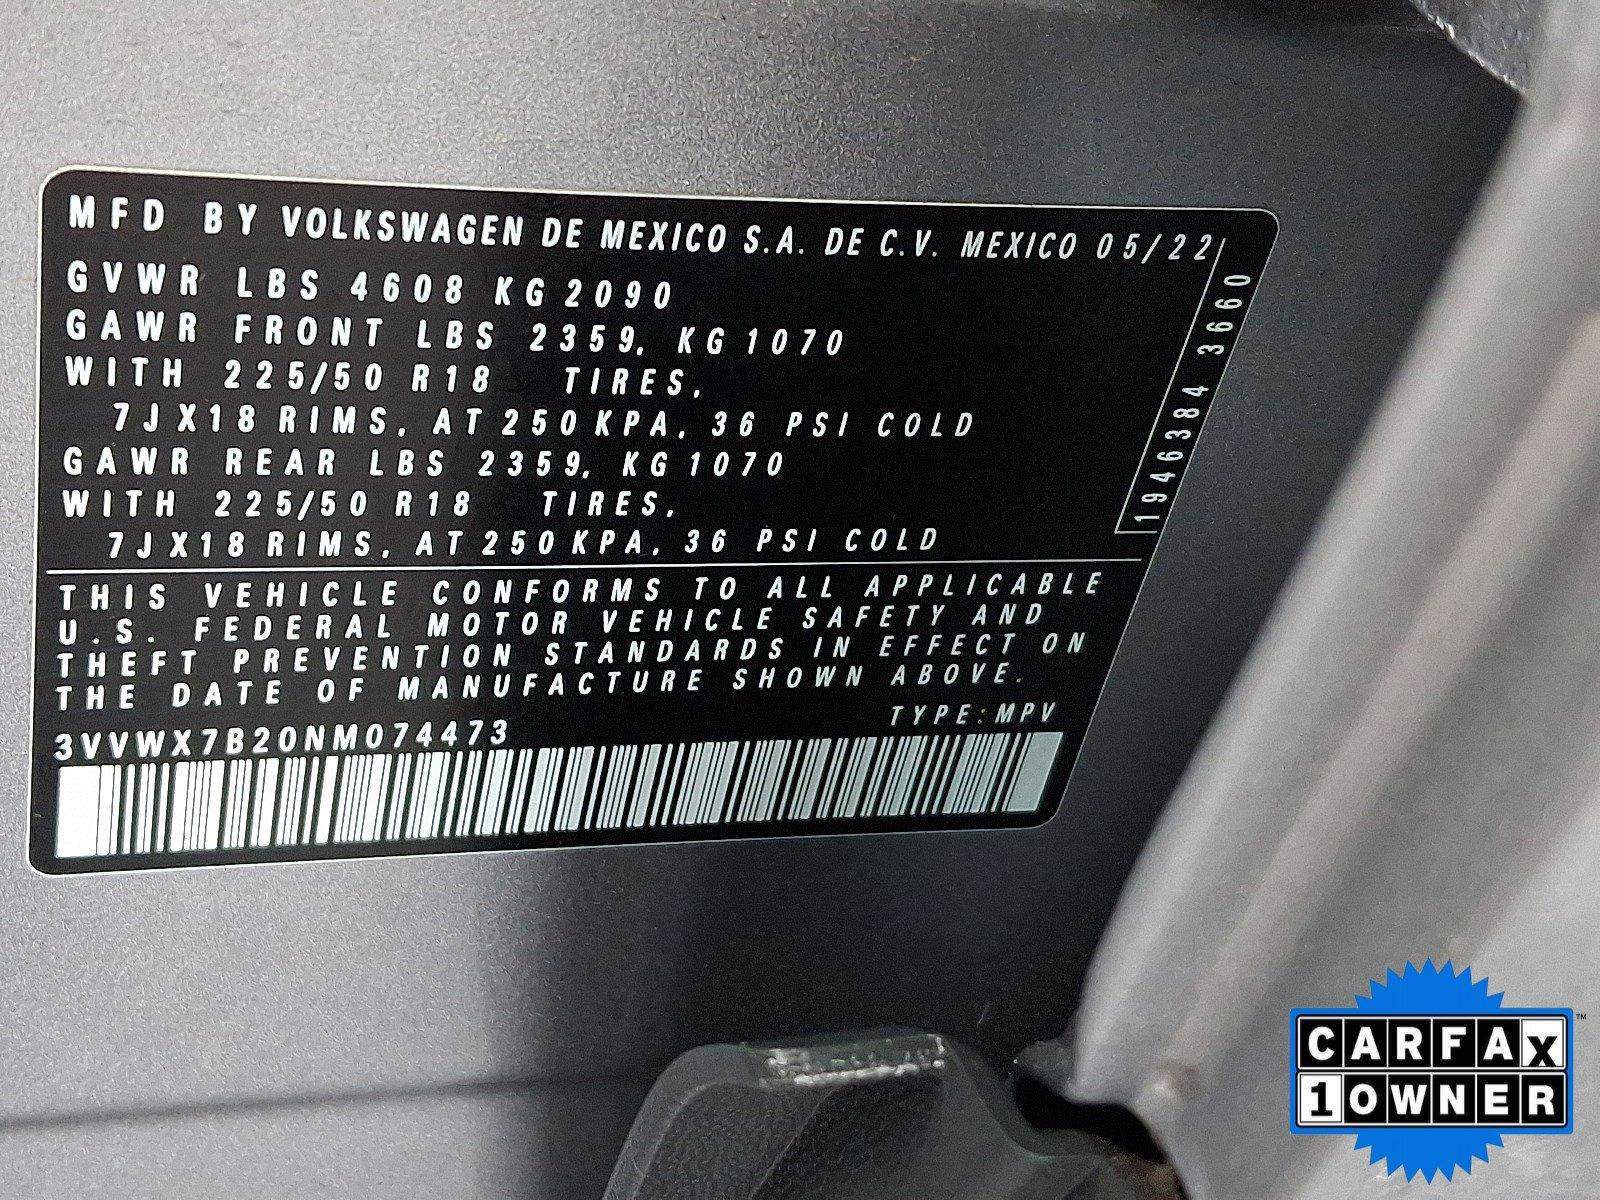 MFD BY VOLKSWAGEN DE MEXICO S.A. DE C.V. MEXICO 05/22
GVWR LBS 4608 KG 2090
GAWR FRONT LBS 2359, KG 1070
WITH 225/50 R18 TIRES,
7JX18 RIMS, AT 250 KPA, 36 PSI COLD
GAWR REAR LBS 2359, KG 1070
WITH 225/50 R18 TIRES,
7JX18 RIMS, AT 250 KPA, 36 PSI COLD
1946384 3660
THIS VEHICLE CONFORMS TO ALL APPLICABLE
U.S. FEDERAL MOTOR VEHICLE SAFETY AND
THEFT PREVENTION STANDARDS IN EFFECT ON
THE DATE OF MANUFACTURE SHOWN ABOVE.
TYPE: MPV
3VVWX7B20NM074473
CARFAX™
1 OWNER